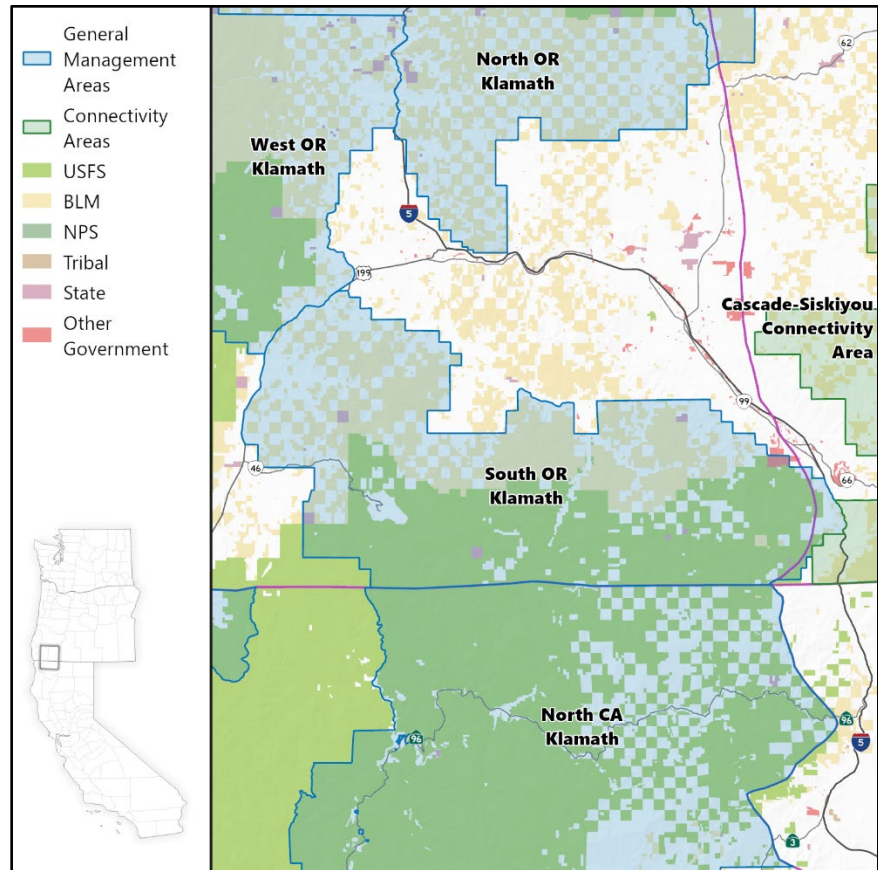 General
Management
Areas
Connectivity
Areas
USFS
BLM
NPS
Tribal
State
Other
Government
62
North OR
Klamath
West OR
Klamath
5
199
Cascade-Siskiyou
Connectivity
Area
99
46
South OR
Klamath
66
North CA
Klamath
96
96
5
3